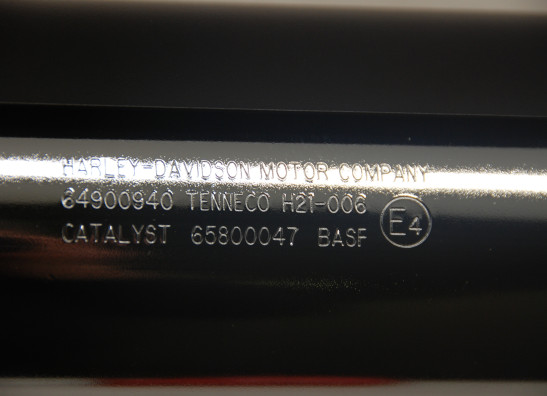 HARLEY-DAVIDSON MOTOR COMPANY
64900940 TENNECO H21-006
CATALYST 65800047 BASF E4